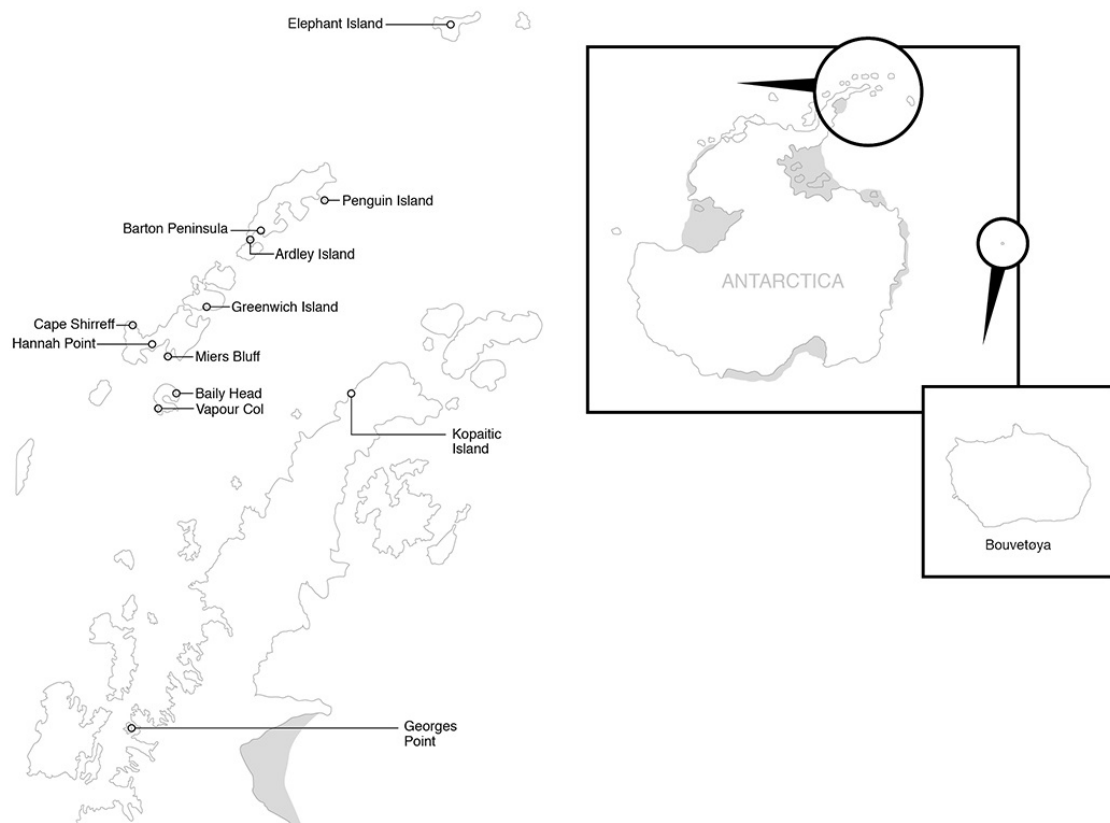 Elephant Island
Penguin Island
Barton Peninsula
Ardley Island
ANTARCTICA
Greenwich Island
Cape Shirreff
Hannah Point
Miers Bluff
Baily Head
Vapour Col
Kopaitic
Island
Bouvetøya
Georges
Point